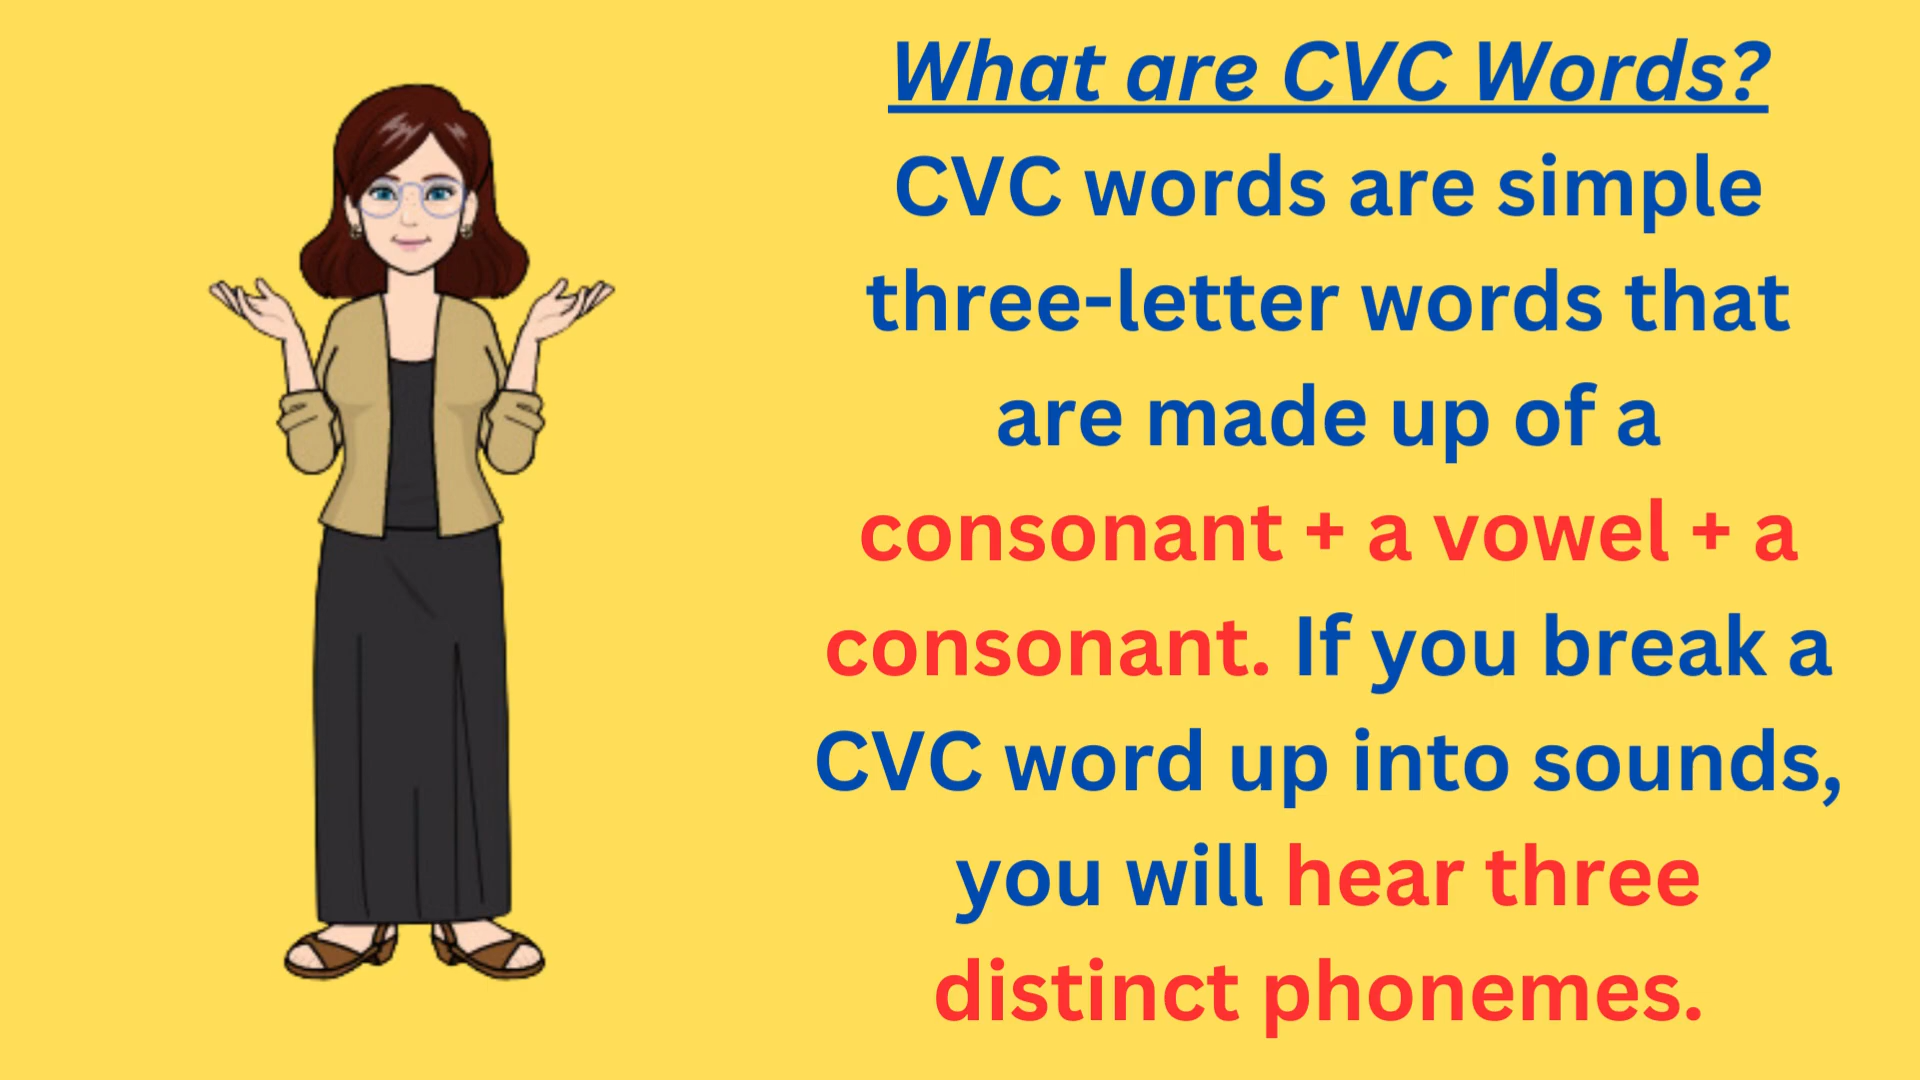 What are CVC Words?
CVC words are simple
three-letter words that
are made up of a
consonant + a vowel + a
consonant. If you break a
CVC word up into sounds,
you will hear three
distinct phonemes.